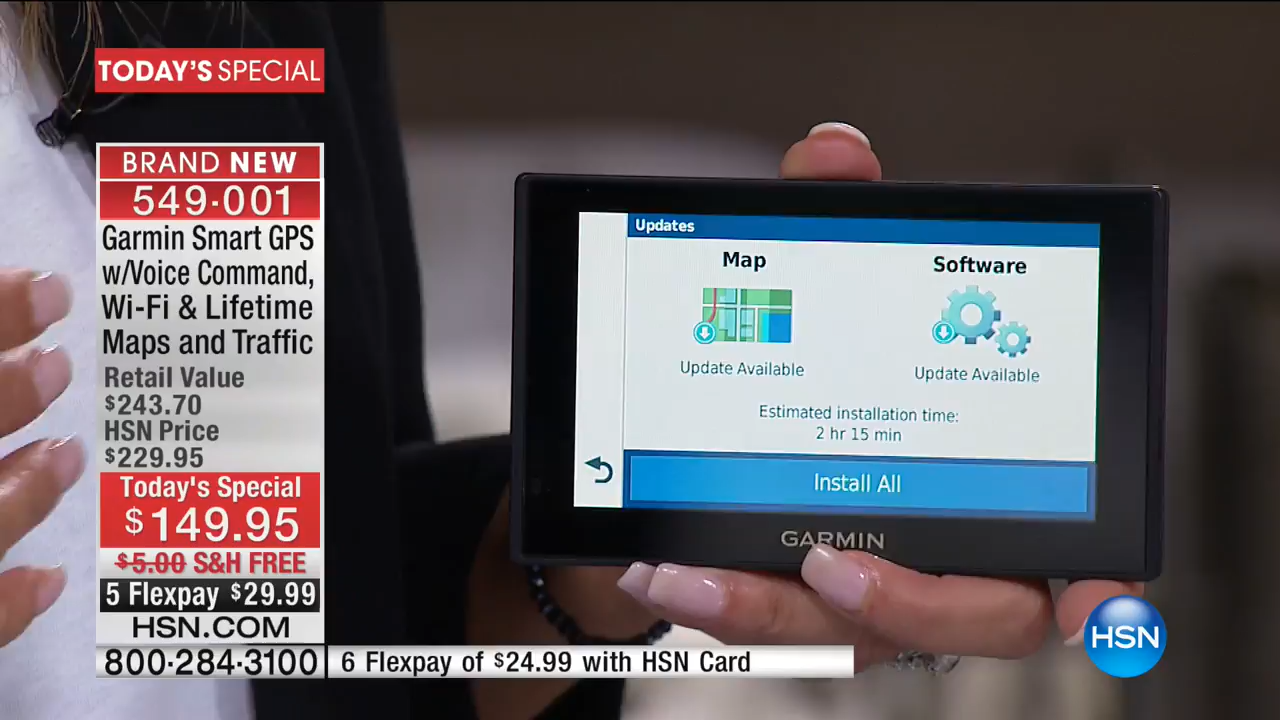 TODAY'S SPECIAL
BRAND NEW
549·001
Garmin Smart GPS
w/Voice Command,
Wi-Fi & Lifetime
Maps and Traffic
Retail Value
$243.70
HSN Price
$229.95
Today's Special
$149.95
$5.00 S&H FREE
5 Flexpay $29.99
HSN.COM
800·284·3100
6 Flexpay of $24.99 with HSN Card
Updates
Map
Software
Update Available
Update Available
Estimated installation time:
2 hr 15 min
Install All
GARMIN
HSN